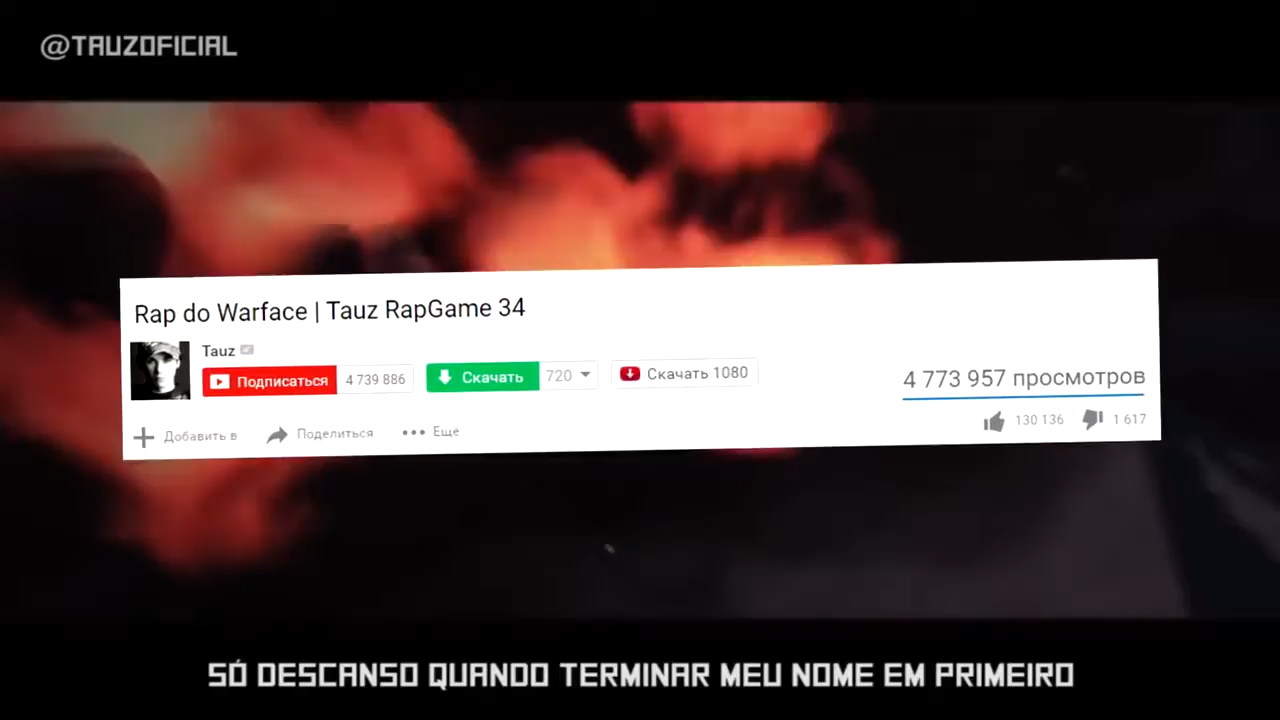 @TAUZOFICIAL
Rap do Warface | Tauz RapGame 34
Tauz
Подписаться 4 739 886 Скачать 720 Скачать 1080
4 773 957 просмотров
Добавить в Поделиться Ещё 130 136 1 617
SÓ DESCANSO QUANDO TERMINAR MEU NOME EM PRIMEIRO